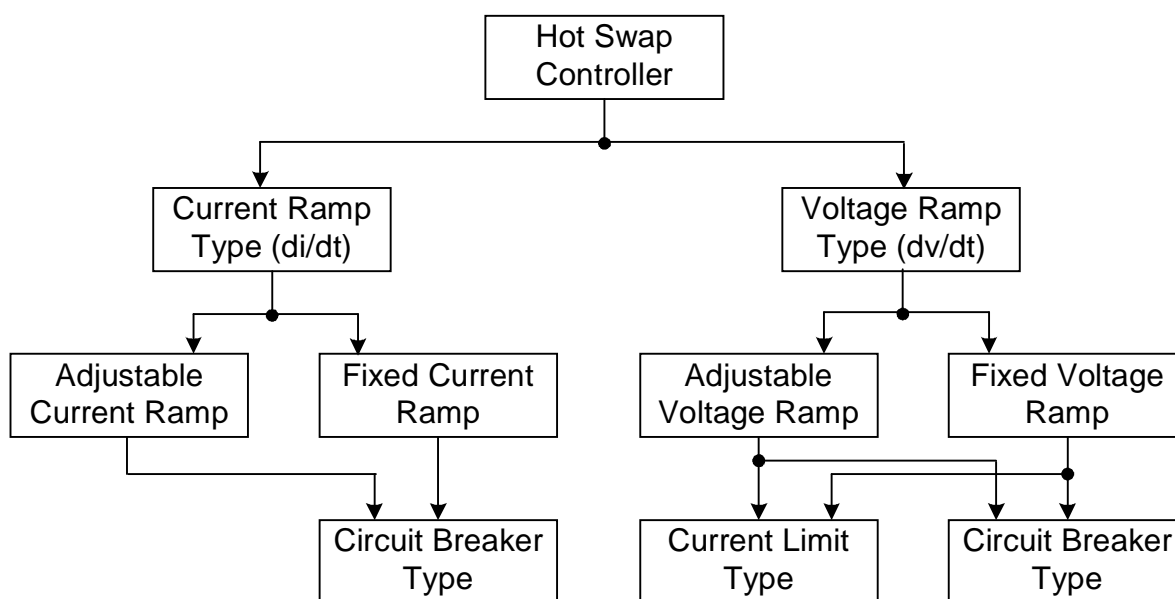 Hot Swap
Controller
Current Ramp
Type (di/dt)
Voltage Ramp
Type (dv/dt)
Adjustable
Current Ramp
Fixed Current
Ramp
Adjustable
Voltage Ramp
Fixed Voltage
Ramp
Circuit Breaker
Type
Current Limit
Type
Circuit Breaker
Type